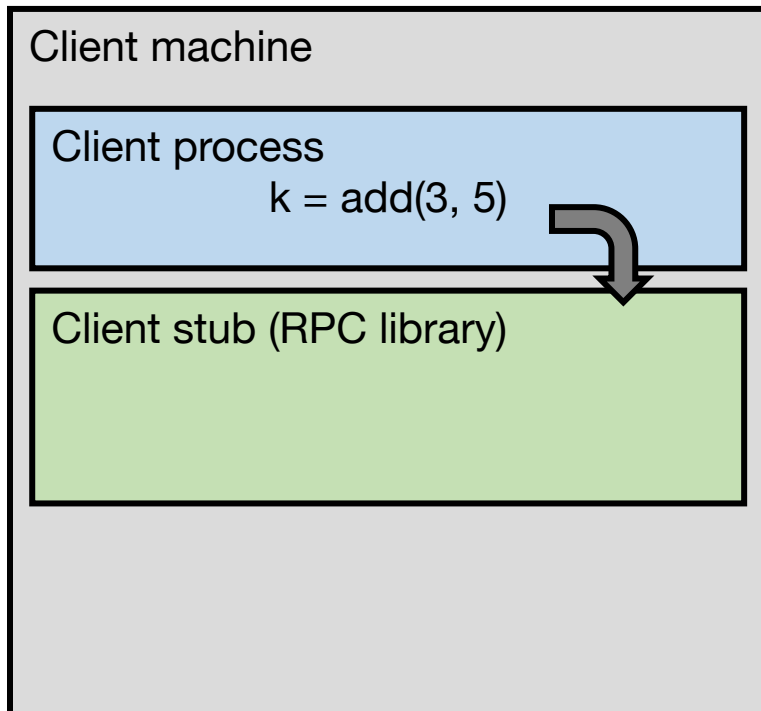 Client machine
Client process
k = add(3, 5)
Client stub (RPC library)